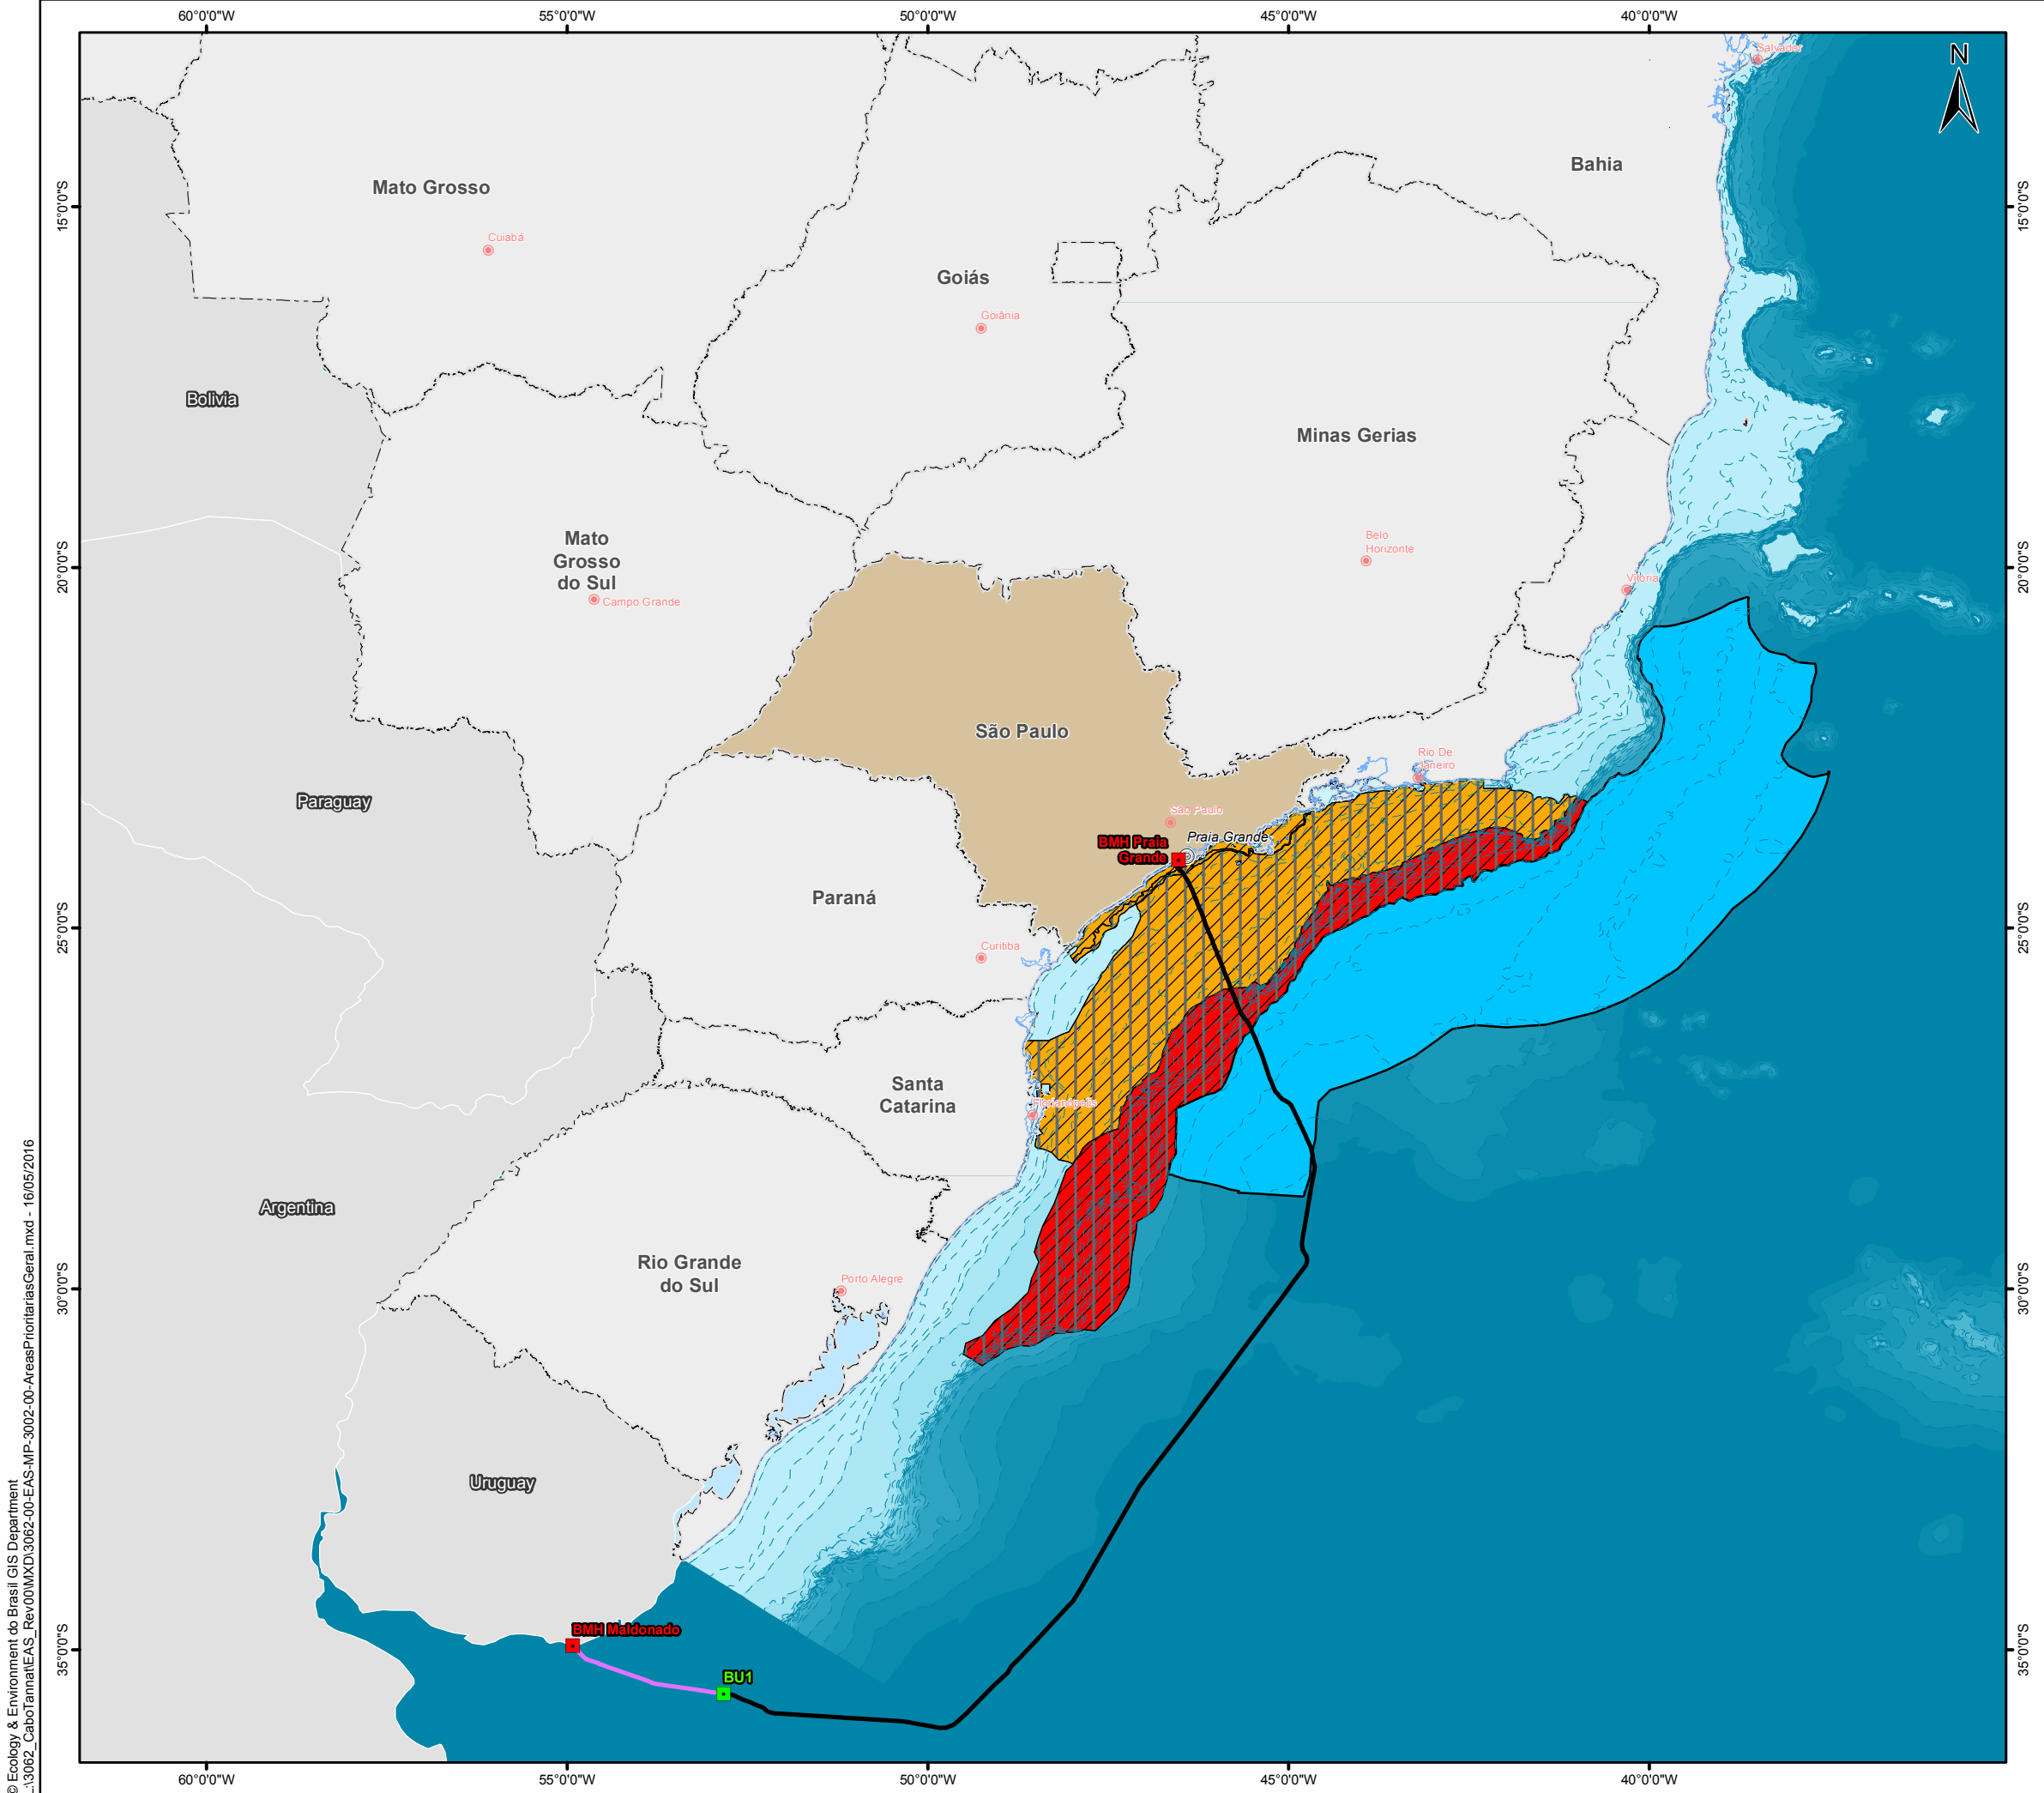 60°0'0"W
55°0'0"W
50°0'0"W
45°0'0"W
40°0'0"W
Salvador
N
Bahia
Mato Grosso
15°0'0"S
15°0'0"S
Cuiabá
Goiás
Goiânia
Bolivia
Minas Gerias
Mato
Grosso
do Sul
Belo
Horizonte
20°0'0"S
20°0'0"S
Vitória
Campo Grande
São Paulo
Rio De
Janeiro
Paraguay
São Paulo
Praia Grande
BMH Praia
Grande
Paraná
25°0'0"S
25°0'0"S
Curitiba
Santa
Catarina
Florianópolis
Argentina
Rio Grande
do Sul
Porto Alegre
30°0'0"S
30°0'0"S
Uruguay
BMH Maldonado
35°0'0"S
35°0'0"S
BU1
60°0'0"W
55°0'0"W
50°0'0"W
45°0'0"W
40°0'0"W
© Ecology & Environment do Brasil GIS Department
_:\3062_CaboTannat\EAS_Rev00\MXD\3062-00-EAS-MP-3002-00-AreasPrioritariasGeral.mxd - 16/05/2016